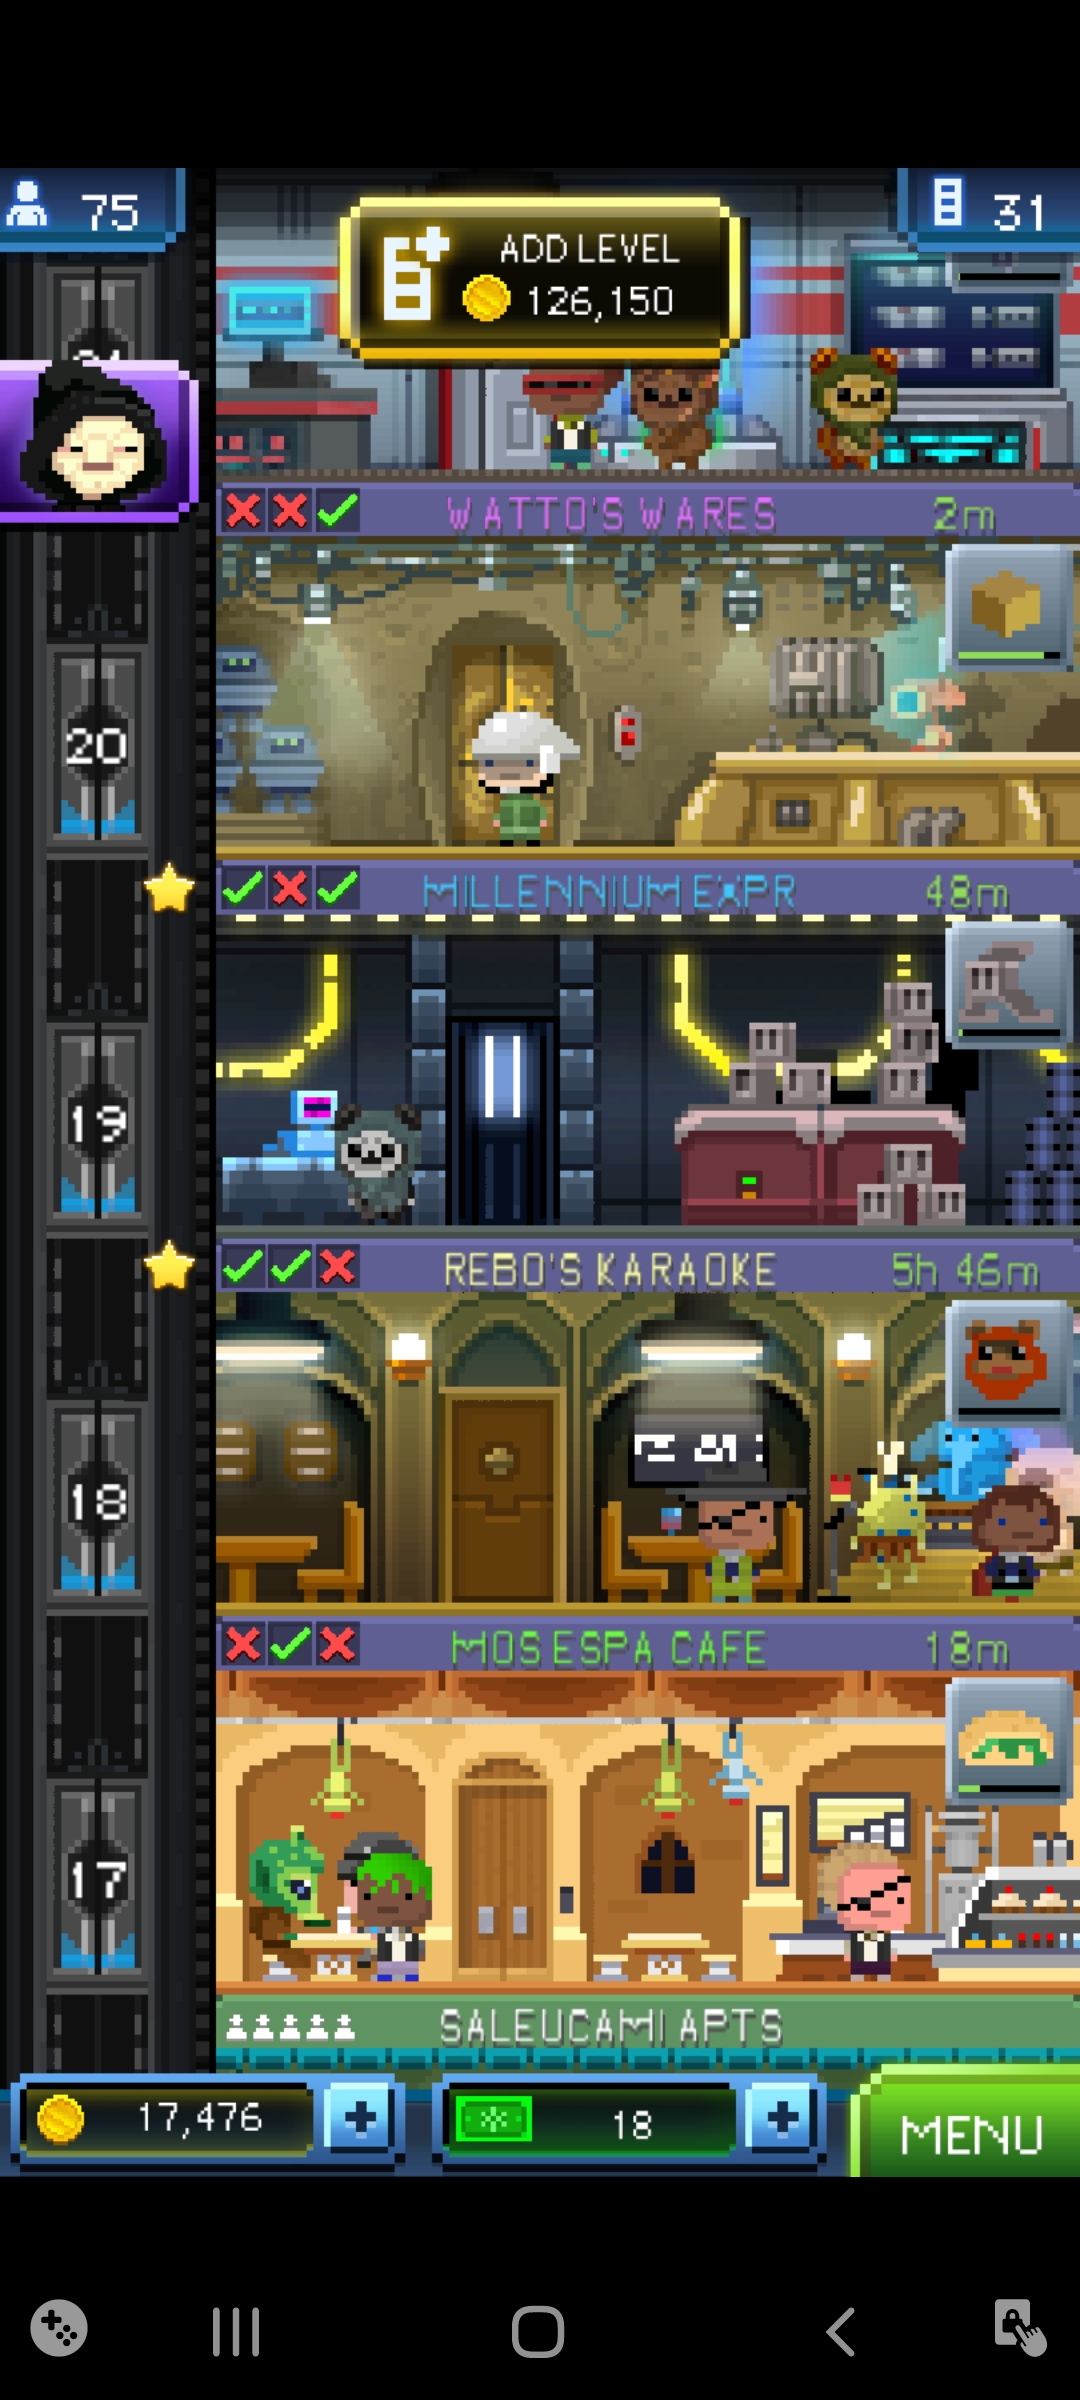 75
ADD LEVEL
126,150
31
WATTO'S WARES
2m
20
MILLENNIUM EXPR
48m
19
REBO'S KARAOKE
5h 46m
18
MOS ESPA CAFE
18m
17
SALEUCAMI APTS
17,476
18
MENU